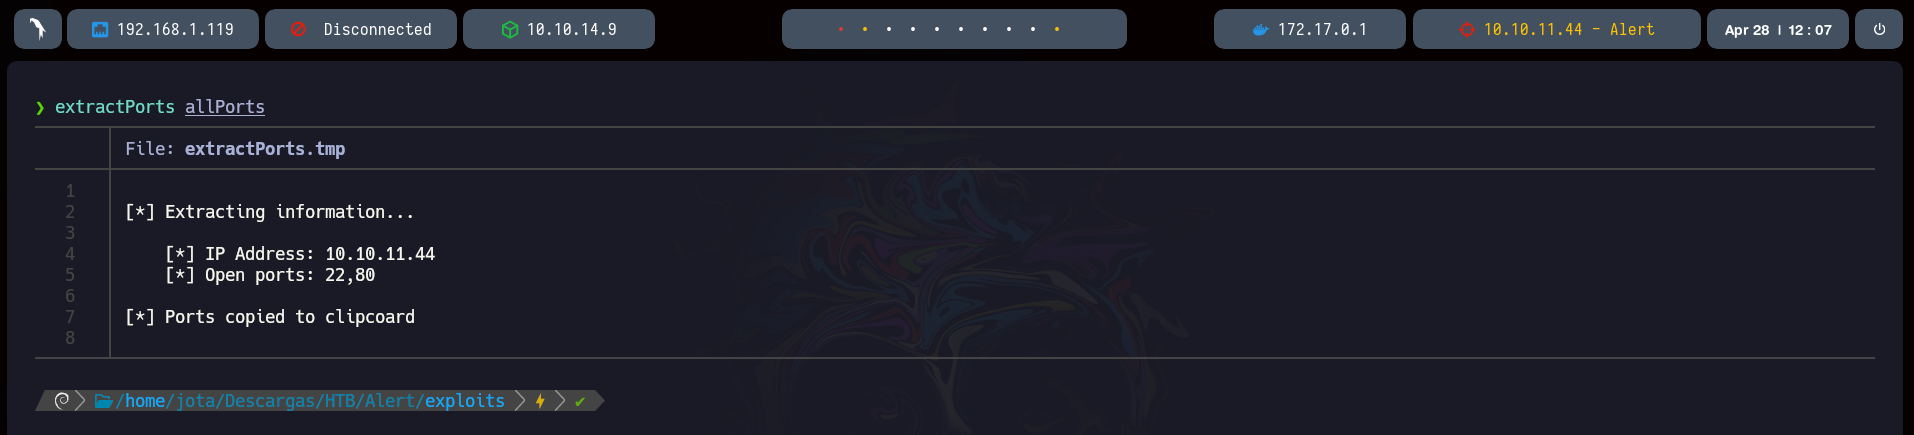 192.168.1.119 Disconnected 10.10.14.9 172.17.0.1 10.10.11.44 - Alert Apr 28 | 12 : 07
❯ extractPorts allPorts
File: extractPorts.tmp
1
2 [*] Extracting information...
3
4 [*] IP Address: 10.10.11.44
5 [*] Open ports: 22,80
6
7 [*] Ports copied to clipcoard
8
/home/jota/Descargas/HTB/Alert/exploits